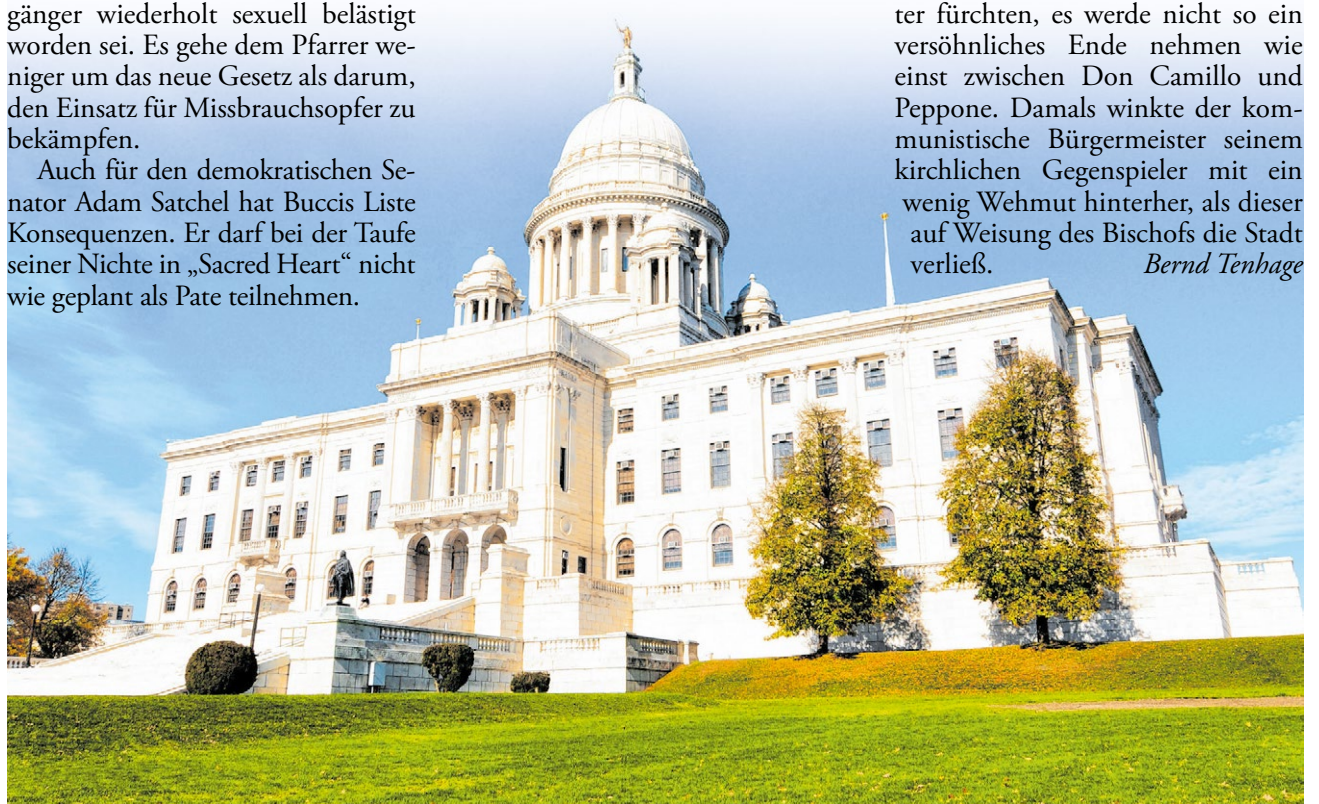 gänger wiederholt sexuell belästigt
worden sei. Es gehe dem Pfarrer we-
niger um das neue Gesetz als darum,
den Einsatz für Missbrauchsopfer zu
bekämpfen.
Auch für den demokratischen Se-
nator Adam Satchel hat Buccis Liste
Konsequenzen. Er darf bei der Taufe
seiner Nichte in „Sacred Heart“ nicht
wie geplant als Pate teilnehmen.
ter fürchten, es werde nicht so ein
versöhnliches Ende nehmen wie
einst zwischen Don Camillo und
Peppone. Damals winkte der kom-
munistische Bürgermeister seinem
kirchlichen Gegenspieler mit ein
wenig Wehmut hinterher, als dieser
auf Weisung des Bischofs die Stadt
verließ. Bernd Tenhage